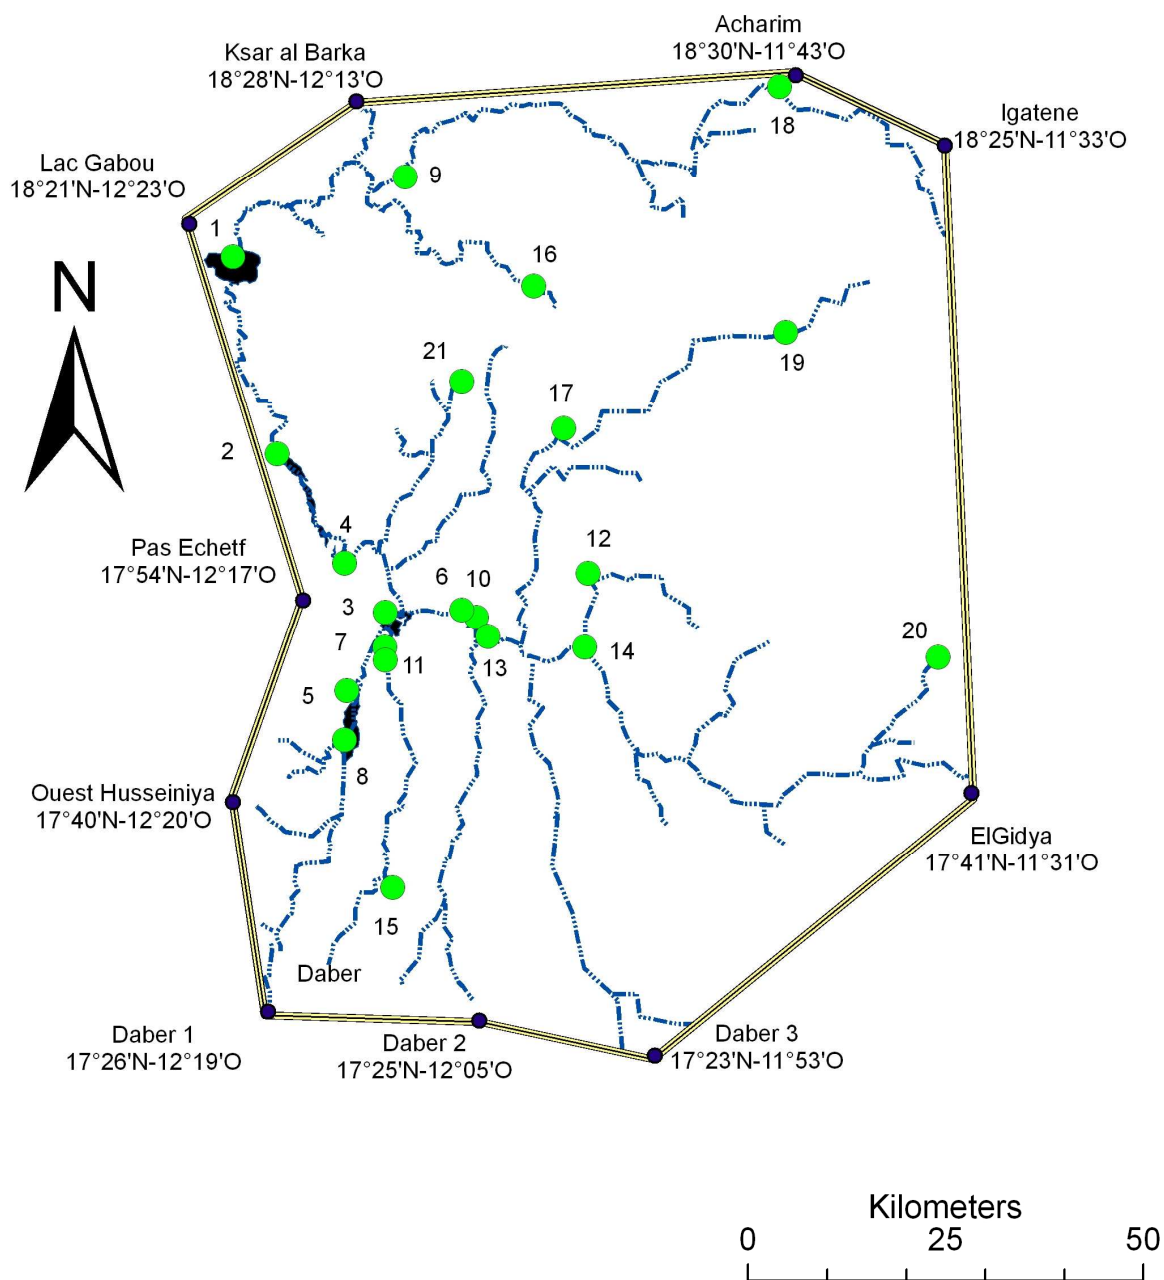 Acharim
18°30'N-11°43'O
Ksar al Barka
18°28'N-12°13'O
Igatene
18°25'N-11°33'O
18
Lac Gabou
18°21'N-12°23'O
9
1
16
N
19
21
17
2
4
Pas Echetf
17°54'N-12°17'O
12
6
10
3
7
13
14
20
11
5
8
Ouest Husseiniya
17°40'N-12°20'O
ElGidya
17°41'N-11°31'O
15
Daber
Daber 1
17°26'N-12°19'O
Daber 2
17°25'N-12°05'O
Daber 3
17°23'N-11°53'O
Kilometers
0 25 50